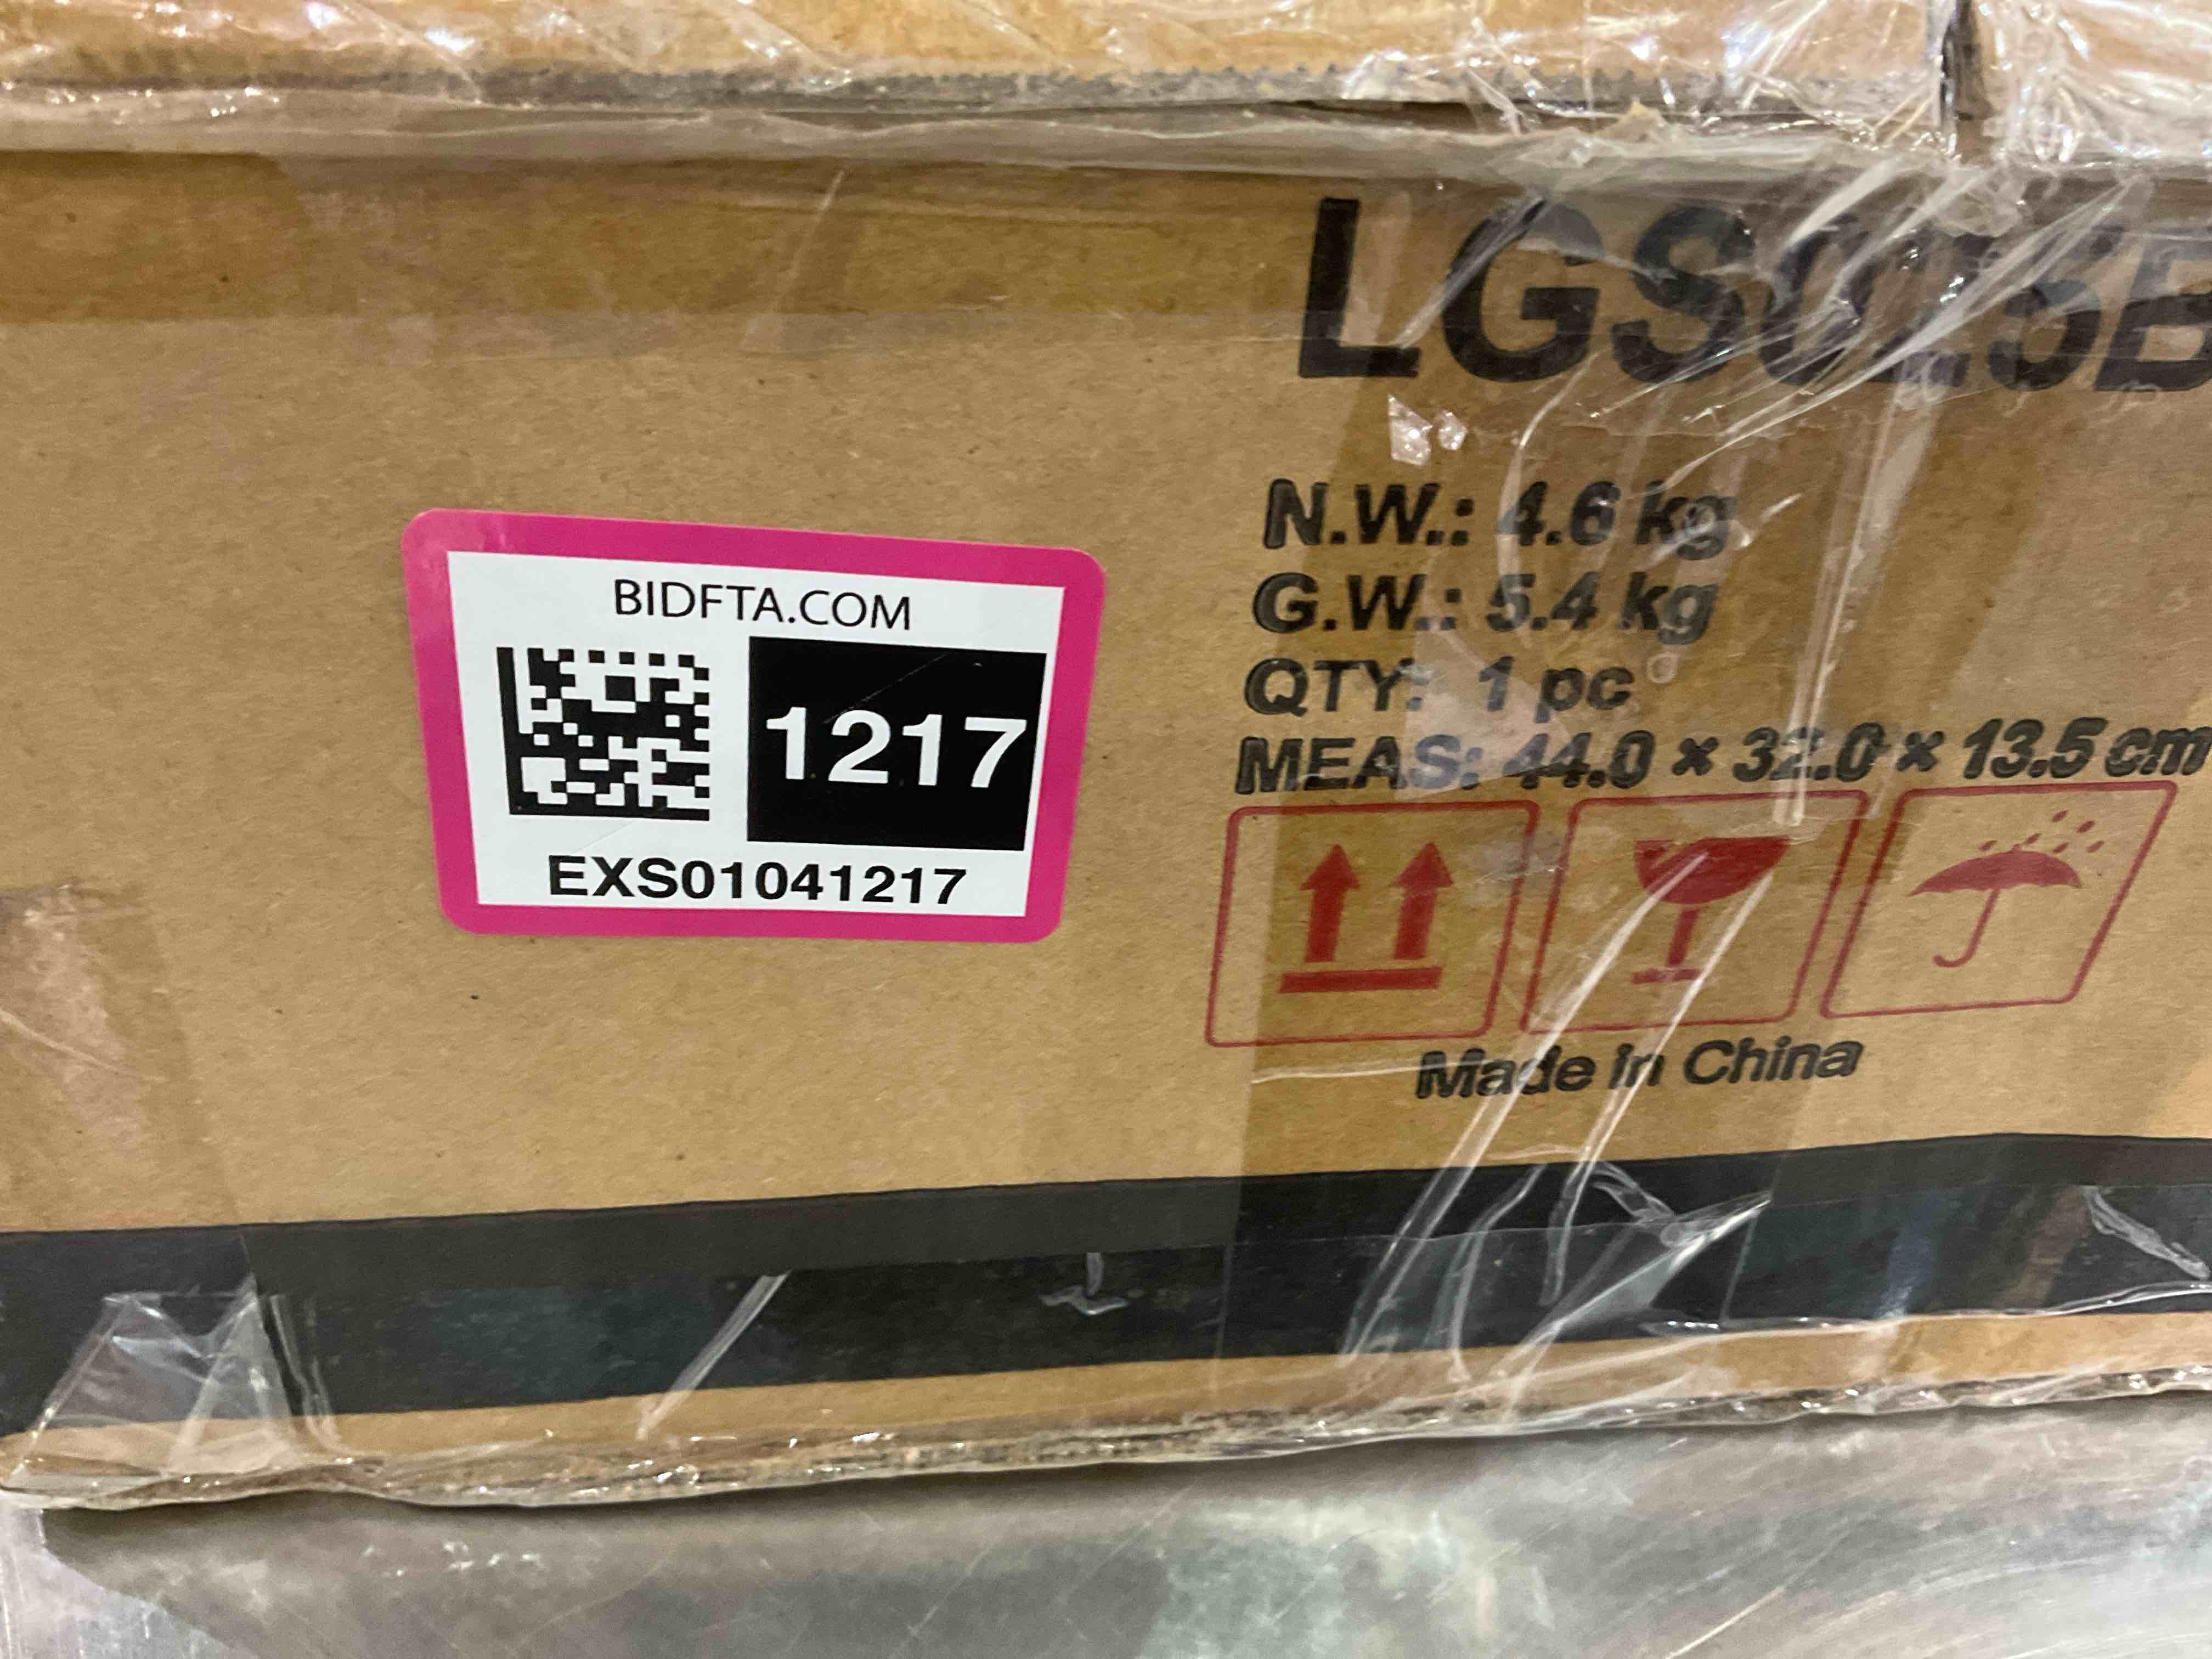 LGS025B
N.W.: 4.6 kg
G.W.: 5.4 kg
QTY: 1 pc
MEAS: 44.0 × 32.0 × 13.5 cm
Made in China
BIDFTA.COM
1217
EXS01041217